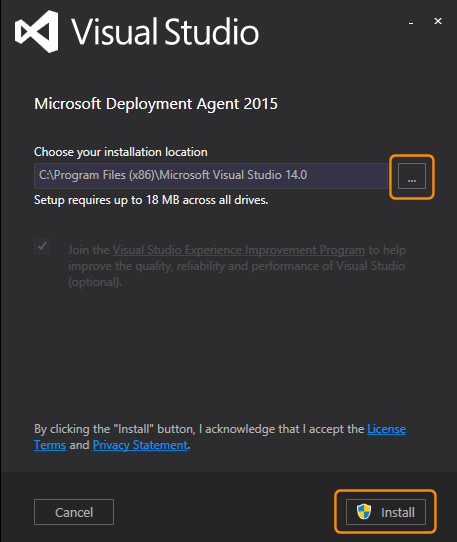 Visual Studio
Microsoft Deployment Agent 2015
Choose your installation location
C:\Program Files (x86)\Microsoft Visual Studio 14.0
...
Setup requires up to 18 MB across all drives.
Join the Visual Studio Experience Improvement Program to help
improve the quality, reliability and performance of Visual Studio
(optional).
By clicking the "Install" button, I acknowledge that I accept the License
Terms and Privacy Statement.
Cancel
Install